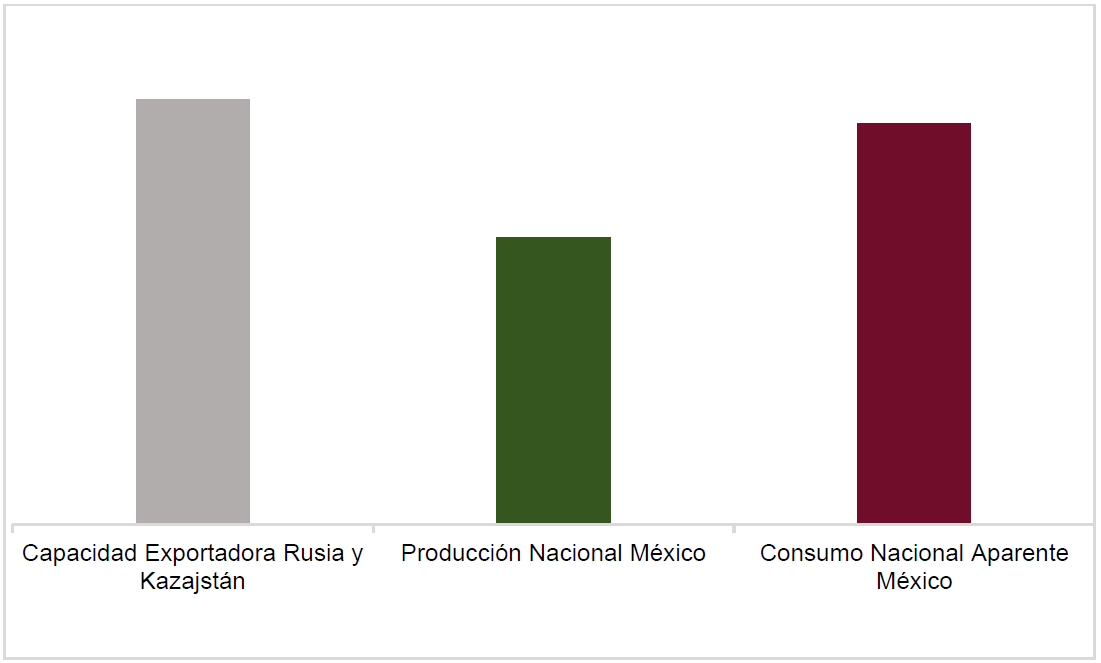 Capacidad Exportadora Rusia y
Kazajstán
Producción Nacional México
Consumo Nacional Aparente
México